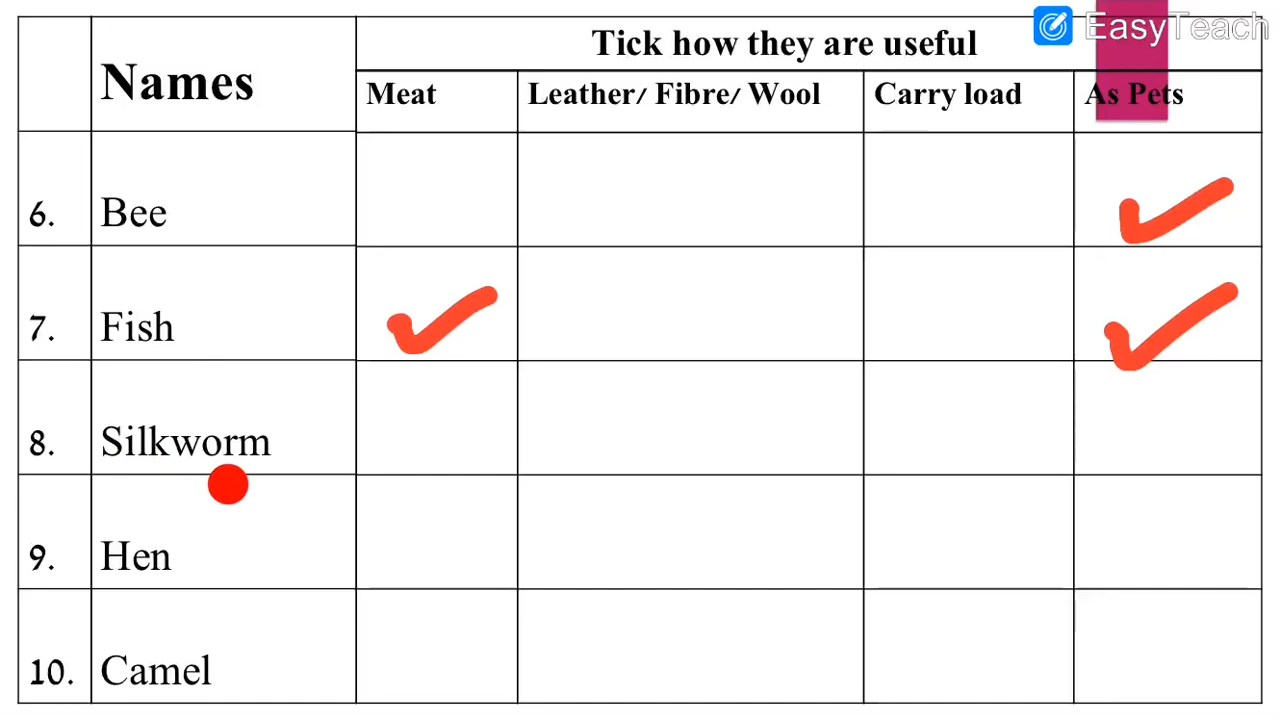 EasyTeach
Names
Tick how they are useful
Meat
Leather/ Fibre/ Wool
Carry load
As Pets
6. Bee
7. Fish
8. Silkworm
9. Hen
10. Camel